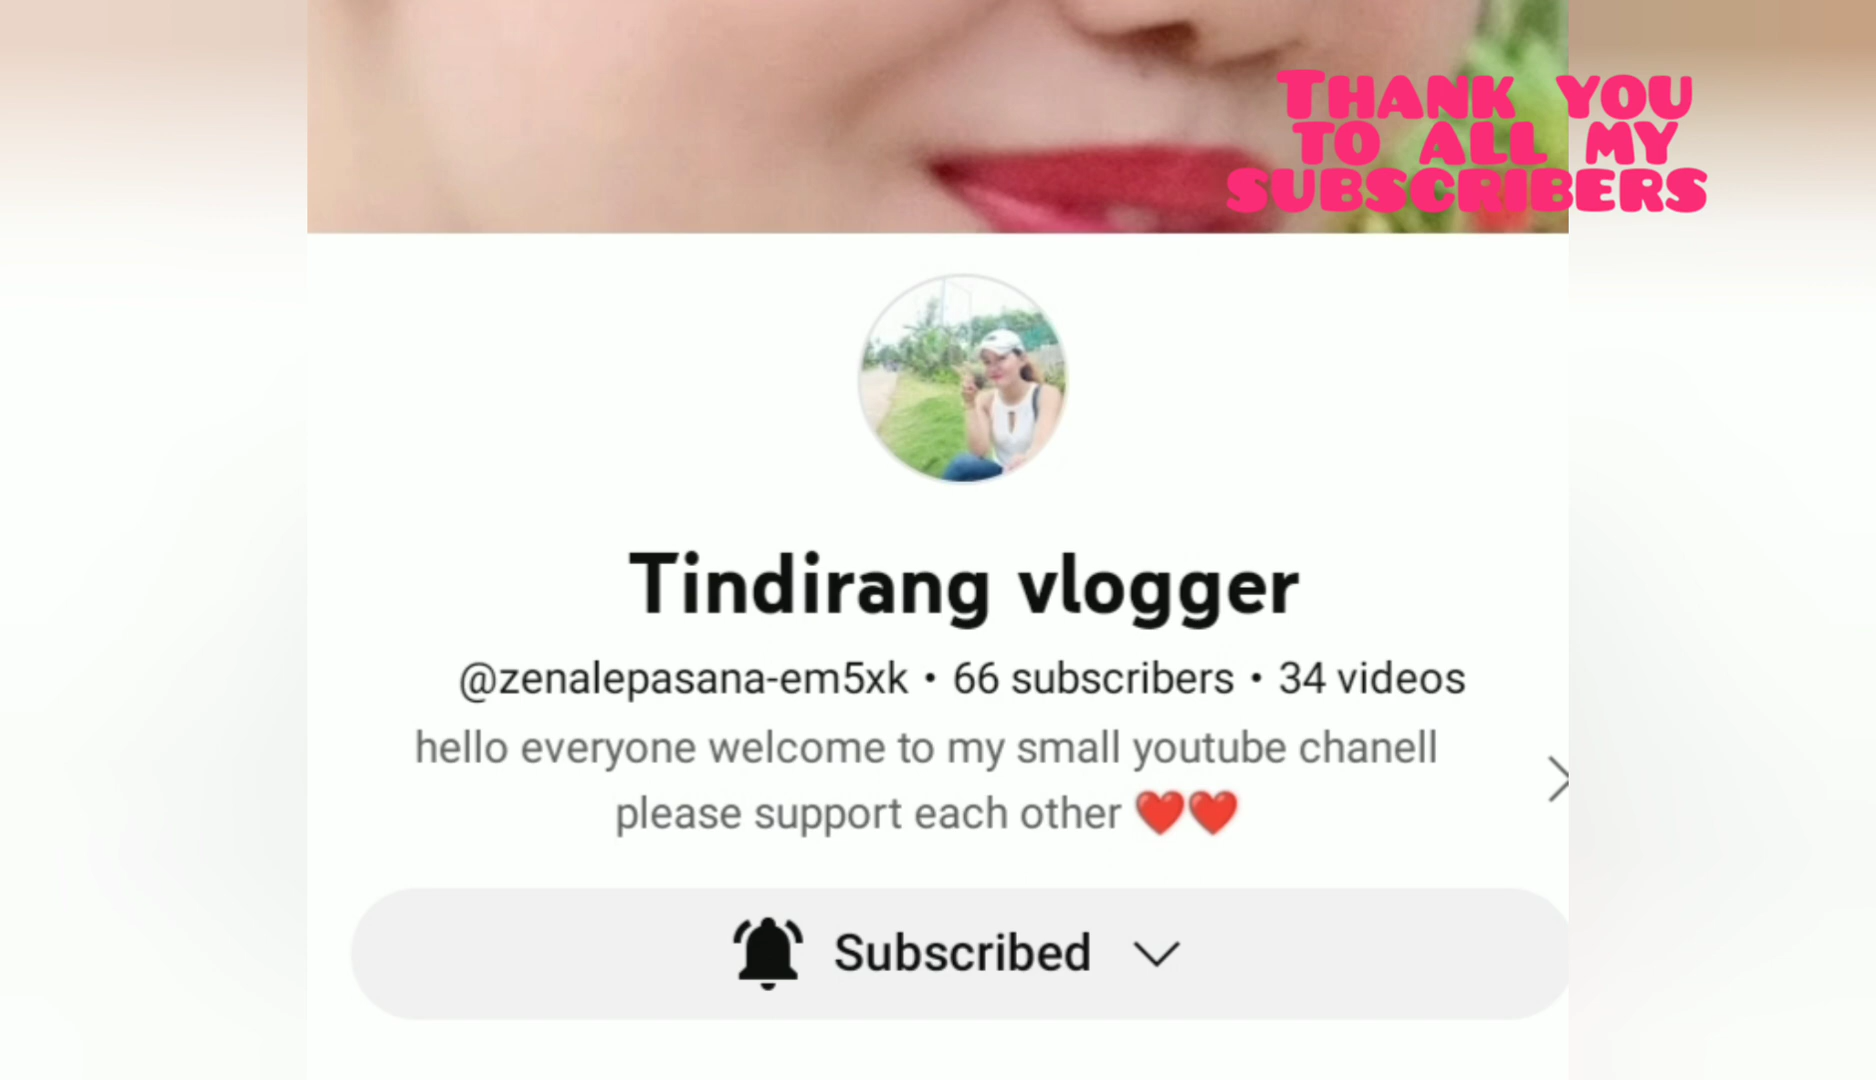 THANK YOU
TO ALL MY
SUBSCRIBERS
Tindirang vlogger
@zenalepasana-em5xk • 66 subscribers • 34 videos
hello everyone welcome to my small youtube chanell
please support each other ❤️❤️
Subscribed